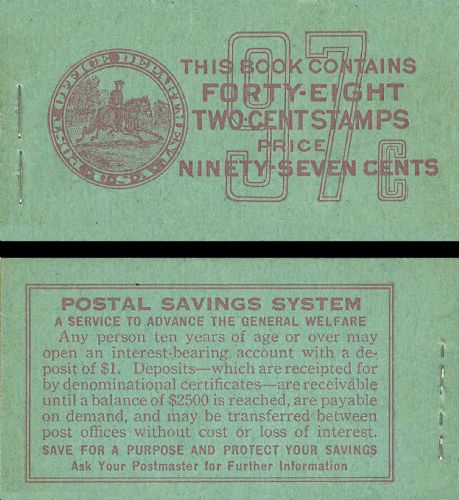 U.S. POST OFFICE DEPARTMENT
97c
THIS BOOK CONTAINS
FORTY-EIGHT
TWO-CENT STAMPS
PRICE
NINETY-SEVEN CENTS
POSTAL SAVINGS SYSTEM
A SERVICE TO ADVANCE THE GENERAL WELFARE
Any person ten years of age or over may
open an interest-bearing account with a de-
posit of $1. Deposits—which are receipted for
by denominational certificates—are receivable
until a balance of $2500 is reached, are payable
on demand, and may be transferred between
post offices without cost or loss of interest.
SAVE FOR A PURPOSE AND PROTECT YOUR SAVINGS
Ask Your Postmaster for Further Information